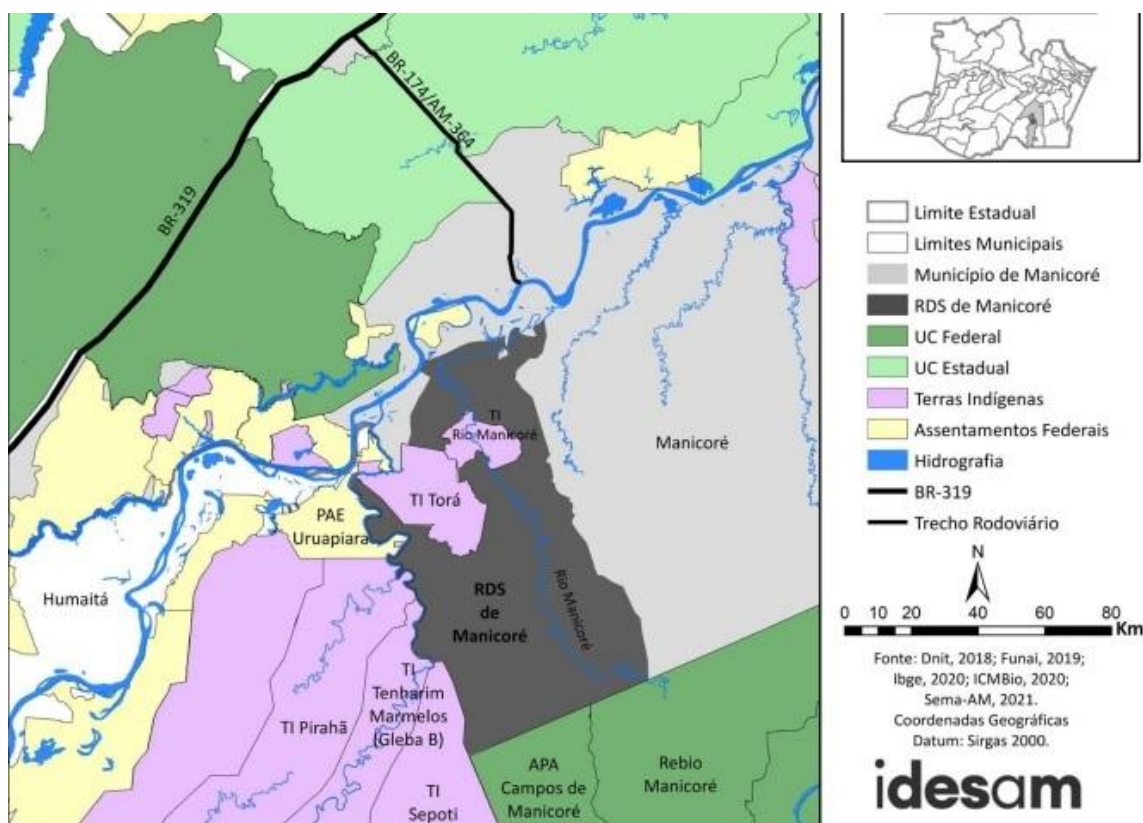 BR-174/AM-364
BR-319
TI
Rio Manicoré
Manicoré
TI Torá
PAE
Uruapiara
Humaitá
RDS
de
Manicoré
Rio Manicoré
TI
Tenharim
Marmelos
(Gleba B)
TI Pirahã
TI
Sepoti
APA
Campos de
Manicoré
Rebio
Manicoré
Limite Estadual
Limites Municipais
Município de Manicoré
RDS de Manicoré
UC Federal
UC Estadual
Terras Indígenas
Assentamentos Federais
Hidrografia
BR-319
Trecho Rodoviário
N
0 10 20 40 60 80
Km
Fonte: Dnit, 2018; Funai, 2019;
Ibge, 2020; ICMBio, 2020;
Sema-AM, 2021.
Coordenadas Geográficas
Datum: Sirgas 2000.
idesam